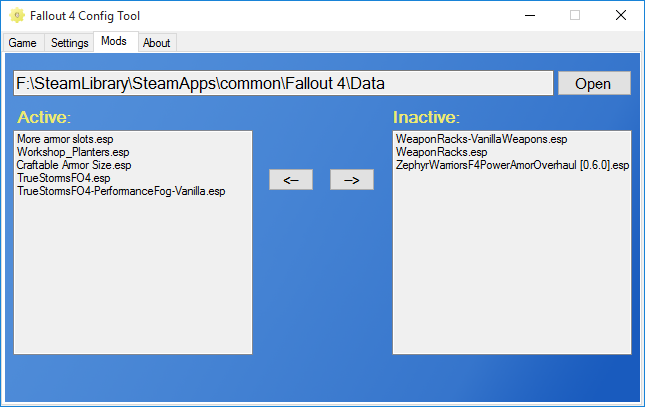 Fallout 4 Config Tool
Game Settings Mods About
F:\SteamLibrary\SteamApps\common\Fallout 4\Data Open
Active: Inactive:
More armor slots.esp
Workshop_Planters.esp
Craftable Armor Size.esp
TrueStormsFO4.esp
TrueStormsFO4-PerformanceFog-Vanilla.esp
<-- -->
WeaponRacks-VanillaWeapons.esp
WeaponRacks.esp
ZephyrWarriorsF4PowerAmorOverhaul [0.6.0].esp